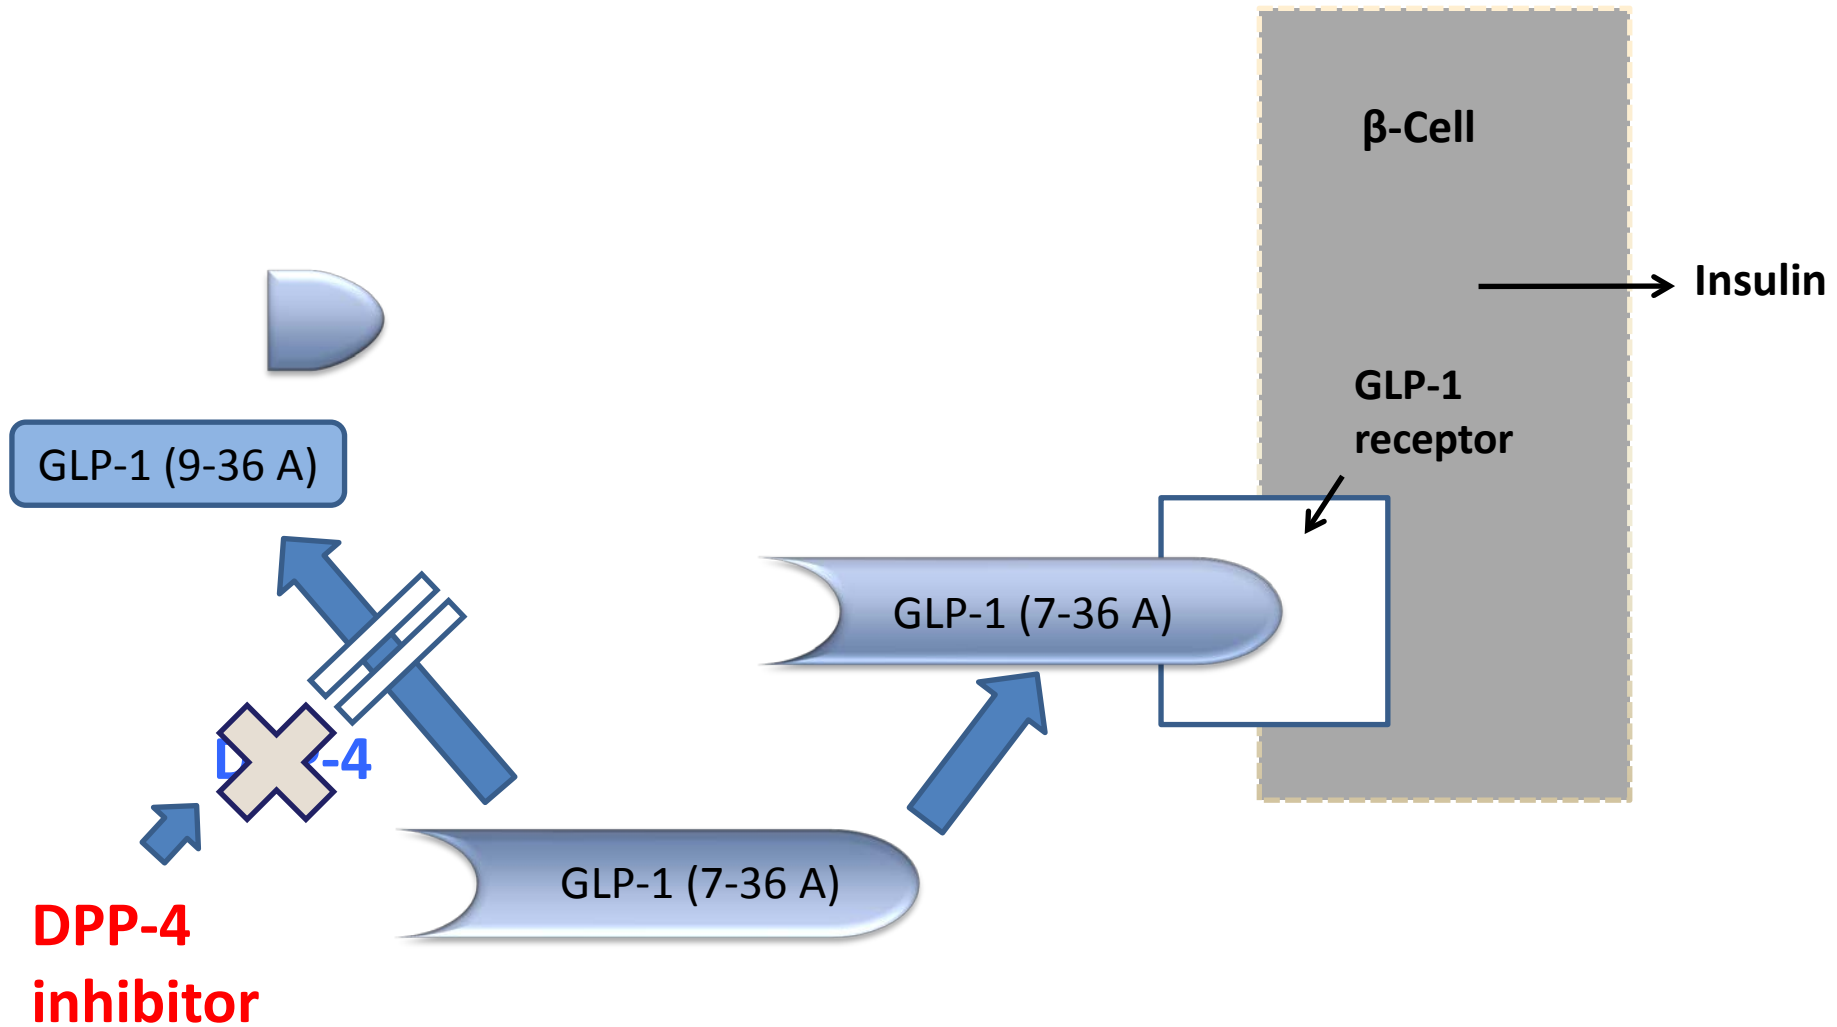 β-Cell
Insulin
GLP-1
receptor
GLP-1 (9-36 A)
GLP-1 (7-36 A)
DPP-4
GLP-1 (7-36 A)
DPP-4
inhibitor